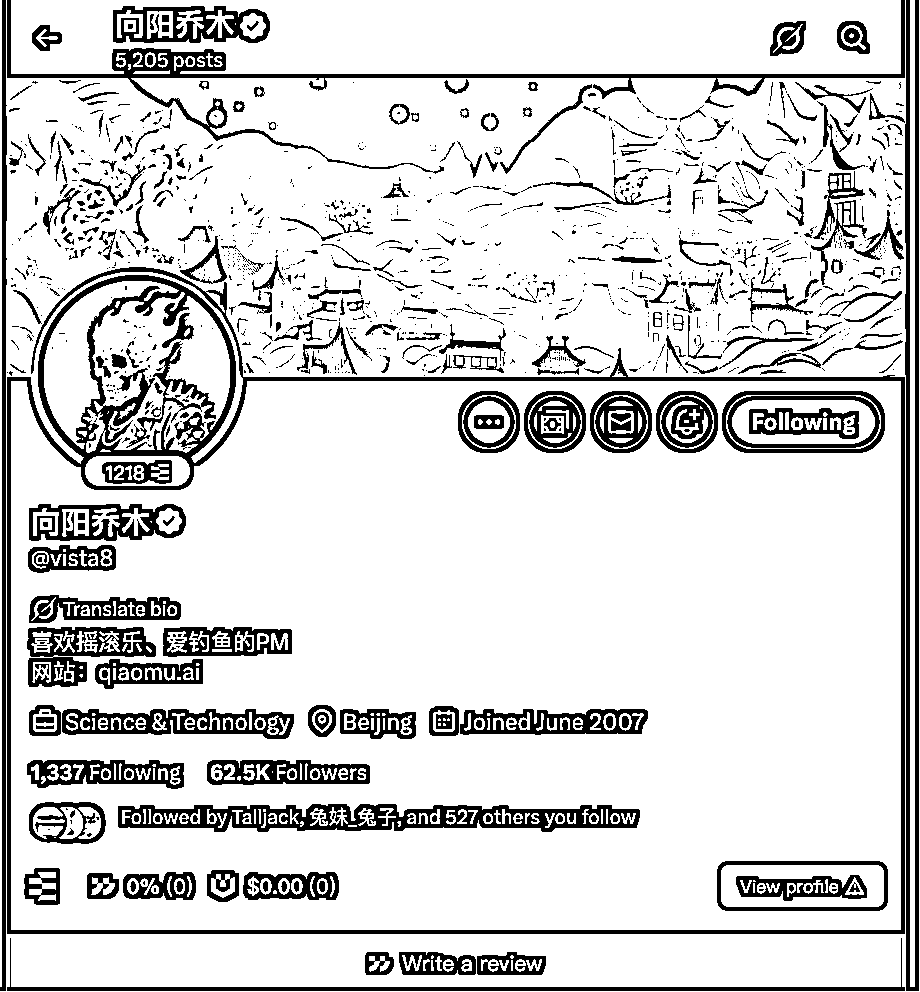 向阳乔木
5,205 posts
Following
1218
向阳乔木
@vista8
Translate bio
喜欢摇滚乐、爱钓鱼的PM
网站：qiaomu.ai
Science & Technology Beijing Joined June 2007
1,337 Following 62.5K Followers
Followed by Talljack, 兔妹_兔子, and 527 others you follow
0% (0) $0.00 (0)
View profile
Write a review